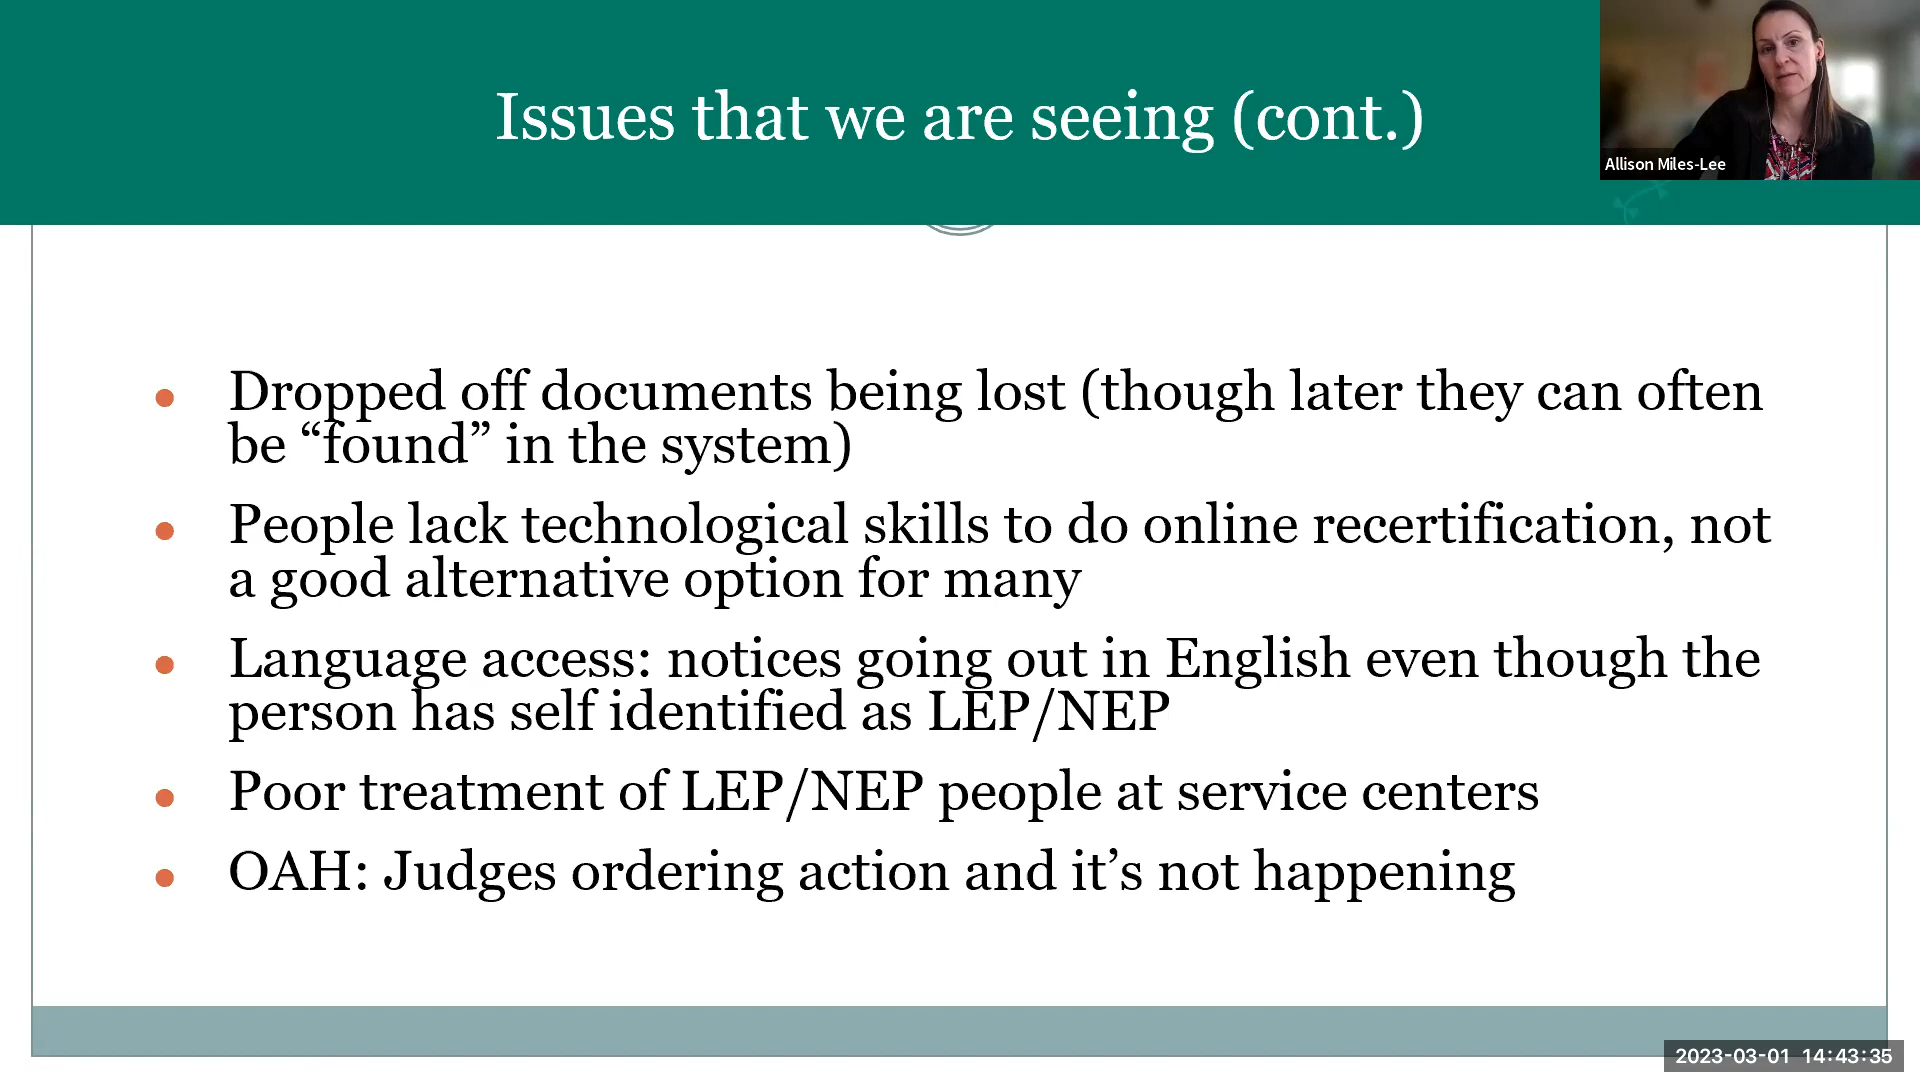 Issues that we are seeing (cont.)
Allison Miles-Lee
Dropped off documents being lost (though later they can often
be “found” in the system)
People lack technological skills to do online recertification, not
a good alternative option for many
Language access: notices going out in English even though the
person has self identified as LEP/NEP
Poor treatment of LEP/NEP people at service centers
OAH: Judges ordering action and it’s not happening
2023-03-01 14:43:35